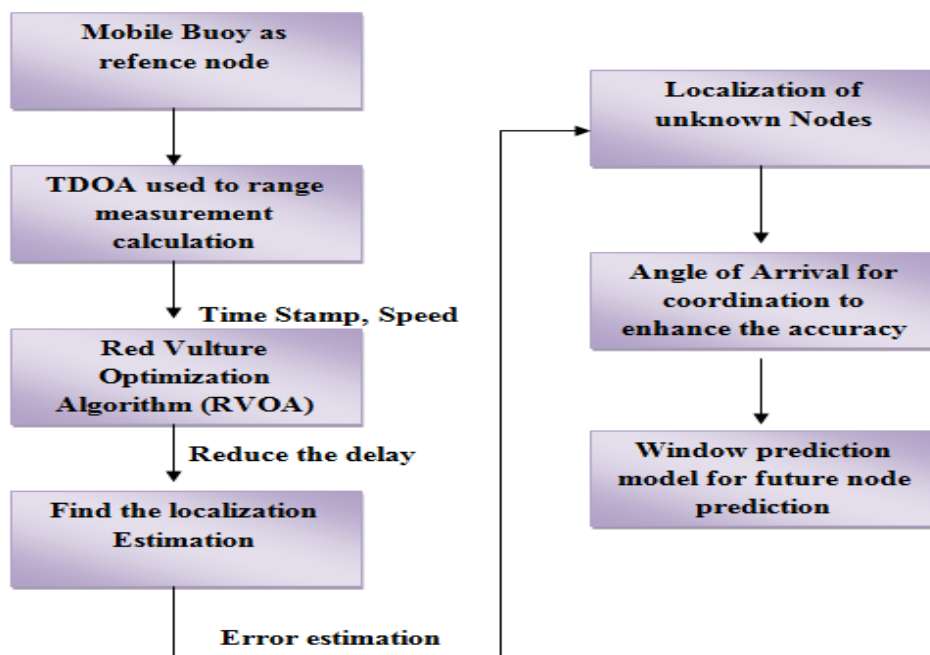 Mobile Buoy as
refence node
TDOA used to range
measurement
calculation
Time Stamp, Speed
Red Vulture
Optimization
Algorithm (RVOA)
Reduce the delay
Find the localization
Estimation
Error estimation
Localization of
unknown Nodes
Angle of Arrival for
coordination to
enhance the accuracy
Window prediction
model for future node
prediction